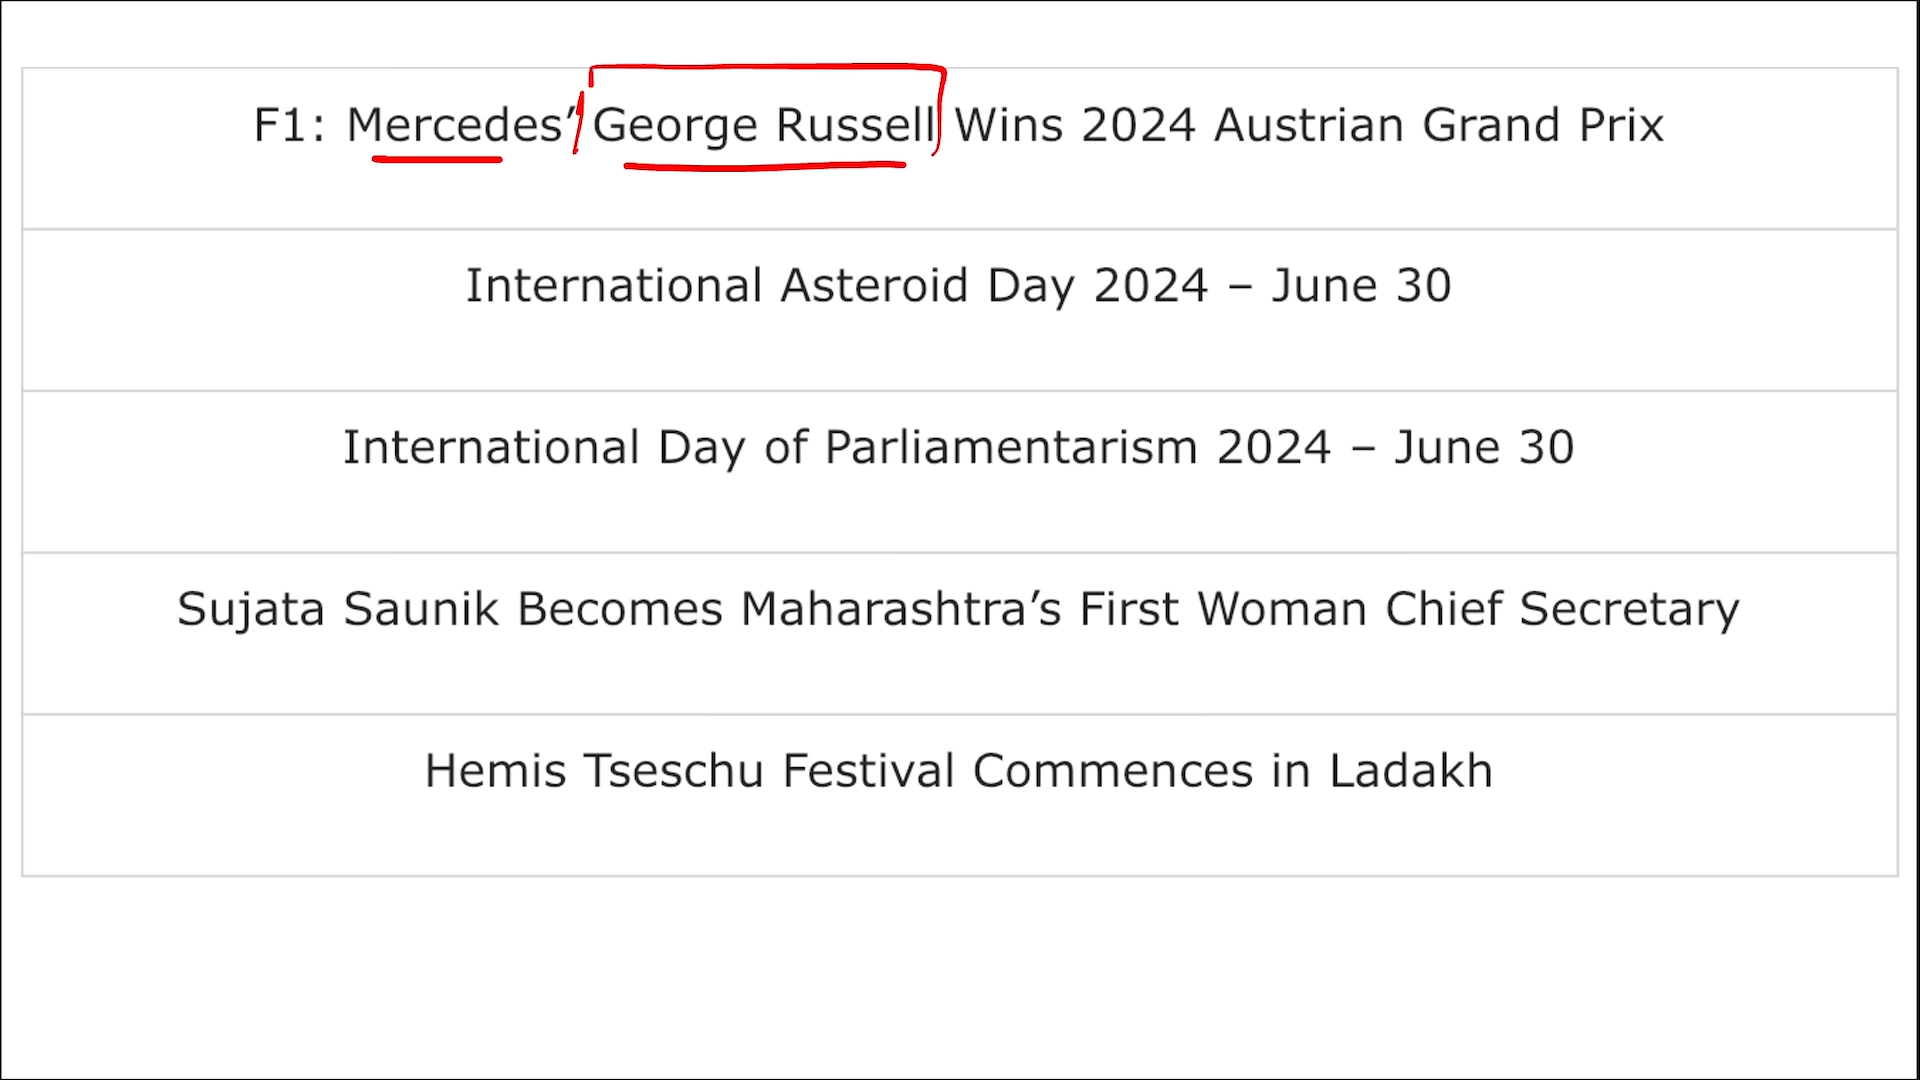 F1: Mercedes’ George Russell Wins 2024 Austrian Grand Prix
International Asteroid Day 2024 – June 30
International Day of Parliamentarism 2024 – June 30
Sujata Saunik Becomes Maharashtra’s First Woman Chief Secretary
Hemis Tseschu Festival Commences in Ladakh